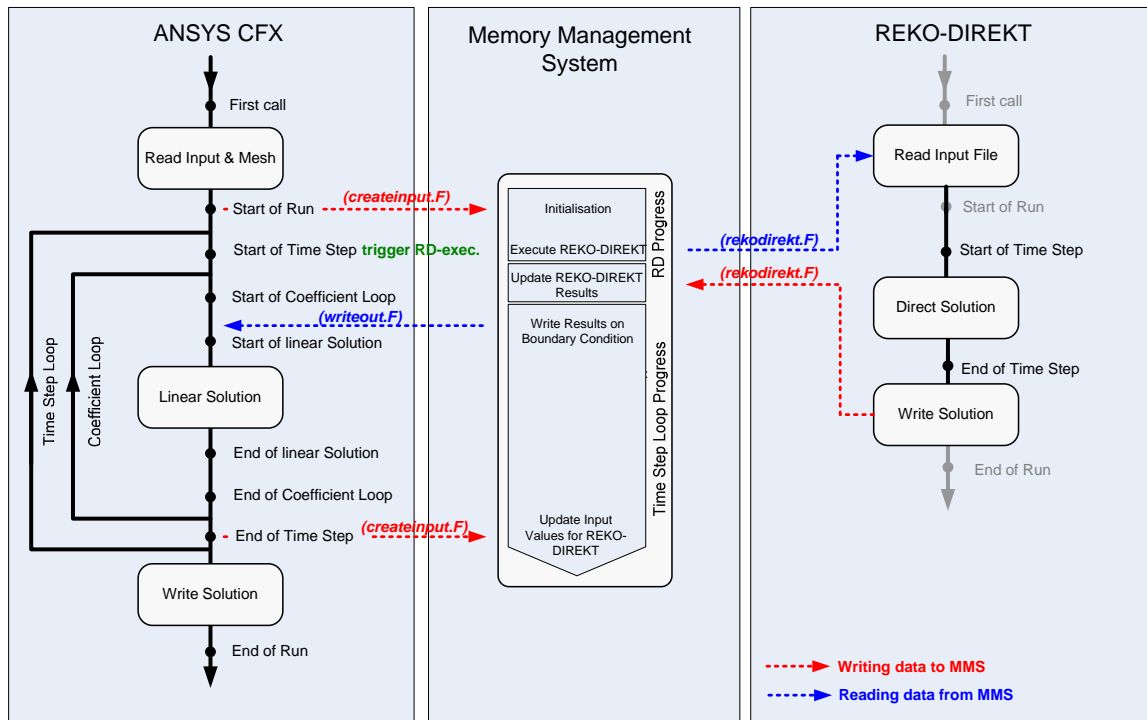 ANSYS CFX
First call
Read Input & Mesh
Start of Run
(createinput.F)
Start of Time Step trigger RD-exec.
Start of Coefficient Loop
(writeout.F)
Start of linear Solution
Time Step Loop
Coefficient Loop
Linear Solution
End of linear Solution
End of Coefficient Loop
End of Time Step
(createinput.F)
Write Solution
End of Run
Memory Management
System
Initialisation
Execute REKO-DIREKT
RD Progress
Update REKO-DIREKT
Results
Write Results on
Boundary Condition
Time Step Loop Progress
Update Input
Values for REKO-
DIREKT
REKO-DIREKT
First call
Read Input File
(rekodirekt.F)
Start of Run
Start of Time Step
(rekodirekt.F)
Direct Solution
End of Time Step
Write Solution
End of Run
Writing data to MMS
Reading data from MMS